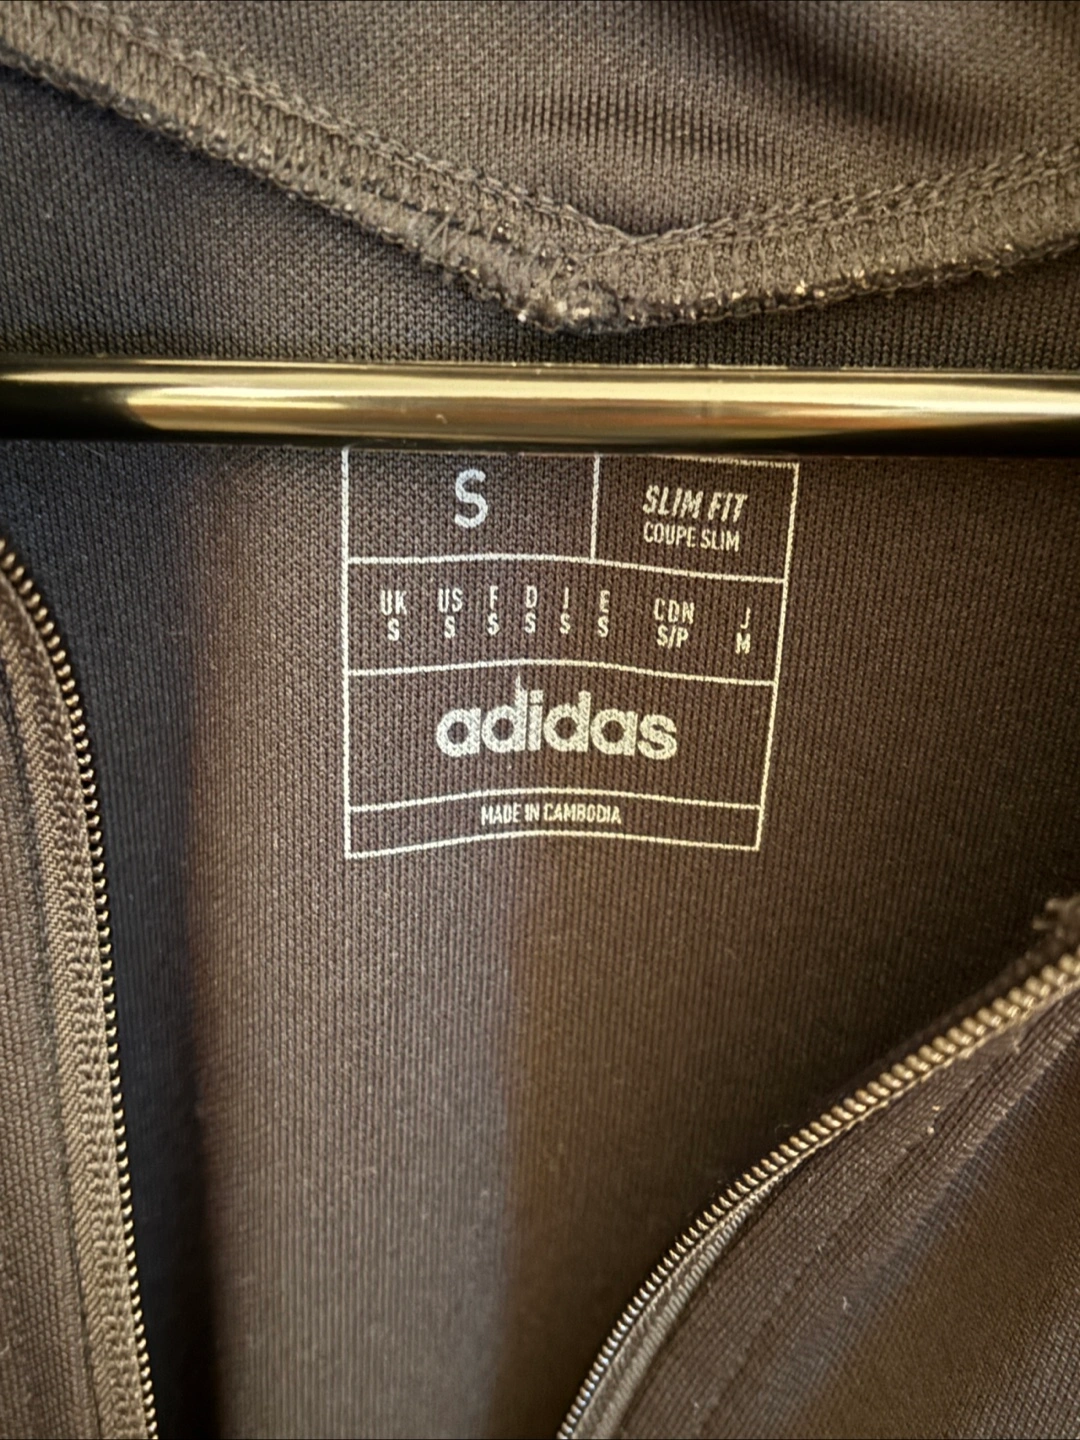 S
SLIM FIT
COUPE SLIM
UK US F D I E CDN J
S S S S S S S/P M
adidas
MADE IN CAMBODIA